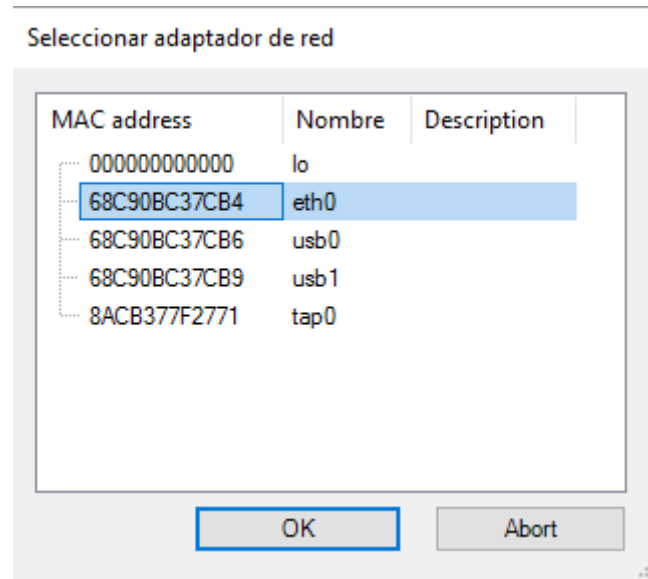 Seleccionar adaptador de red
MAC address Nombre Description
000000000000 lo
68C90BC37CB4 eth0
68C90BC37CB6 usb0
68C90BC37CB9 usb1
8ACB377F2771 tap0
OK Abort